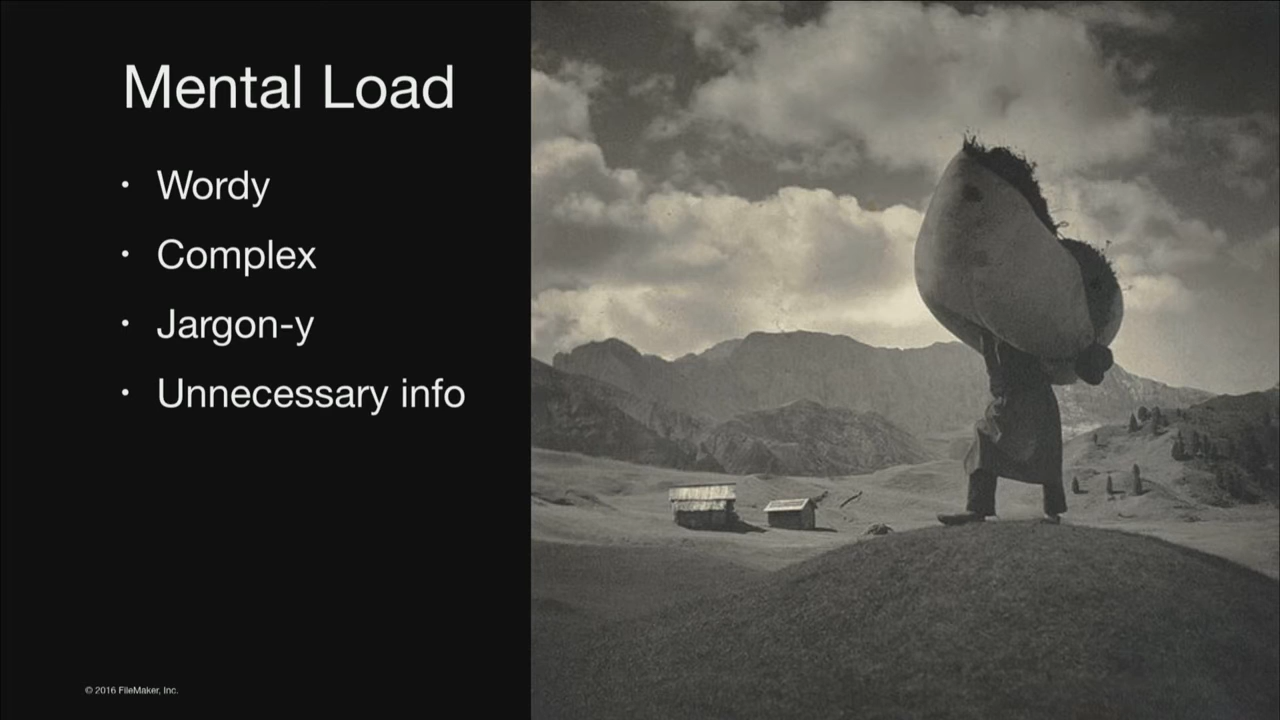 Mental Load
• Wordy
• Complex
• Jargon-y
• Unnecessary info
© 2016 FileMaker, Inc.